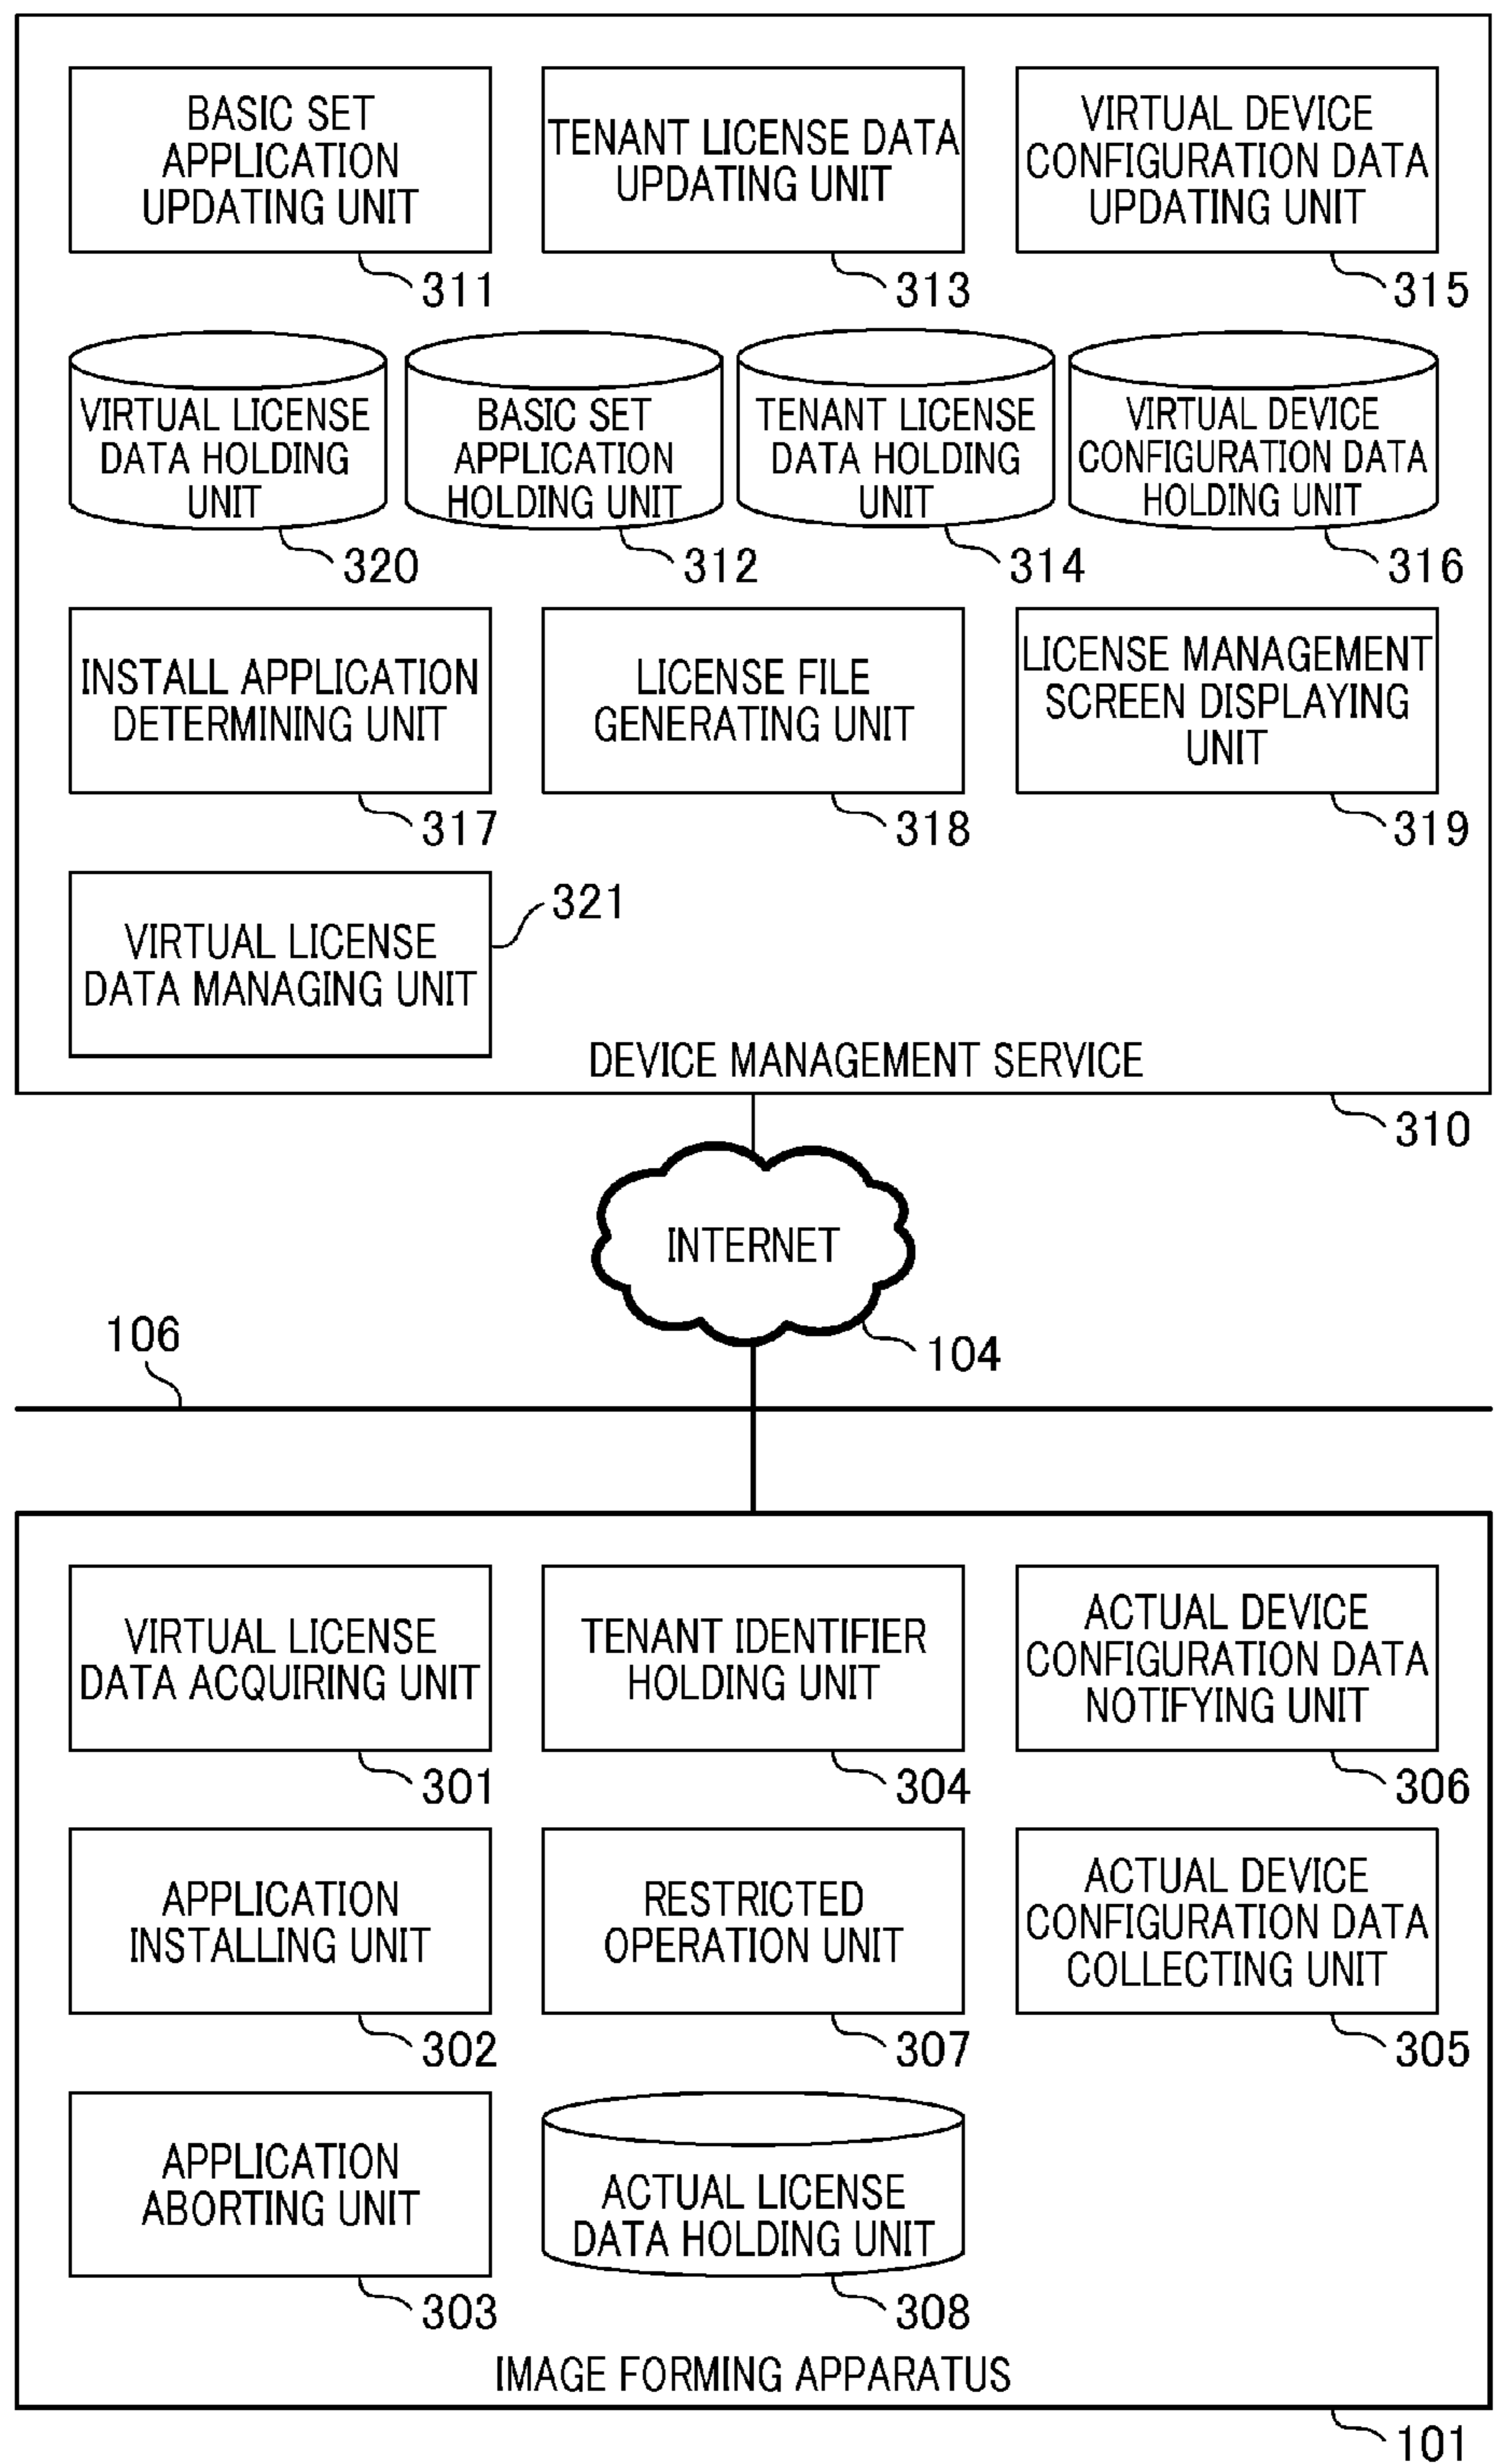 BASIC SET
APPLICATION
UPDATING UNIT
311
TENANT LICENSE DATA
UPDATING UNIT
313
VIRTUAL DEVICE
CONFIGURATION DATA
UPDATING UNIT
315
VIRTUAL LICENSE
DATA HOLDING
UNIT
320
BASIC SET
APPLICATION
HOLDING UNIT
312
TENANT LICENSE
DATA HOLDING
UNIT
314
VIRTUAL DEVICE
CONFIGURATION DATA
HOLDING UNIT
316
INSTALL APPLICATION
DETERMINING UNIT
317
LICENSE FILE
GENERATING UNIT
318
LICENSE MANAGEMENT
SCREEN DISPLAYING
UNIT
319
VIRTUAL LICENSE
DATA MANAGING UNIT
321
DEVICE MANAGEMENT SERVICE
310
INTERNET
104
106
VIRTUAL LICENSE
DATA ACQUIRING UNIT
301
TENANT IDENTIFIER
HOLDING UNIT
304
ACTUAL DEVICE
CONFIGURATION DATA
NOTIFYING UNIT
306
APPLICATION
INSTALLING UNIT
302
RESTRICTED
OPERATION UNIT
307
ACTUAL DEVICE
CONFIGURATION DATA
COLLECTING UNIT
305
APPLICATION
ABORTING UNIT
303
ACTUAL LICENSE
DATA HOLDING UNIT
308
IMAGE FORMING APPARATUS
101